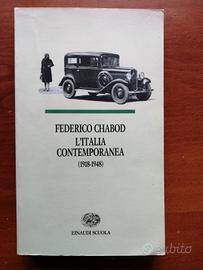 FEDERICO CHABOD
L'ITALIA
CONTEMPORANEA
(1918-1948)
EINAUDI SCUOLA
subito